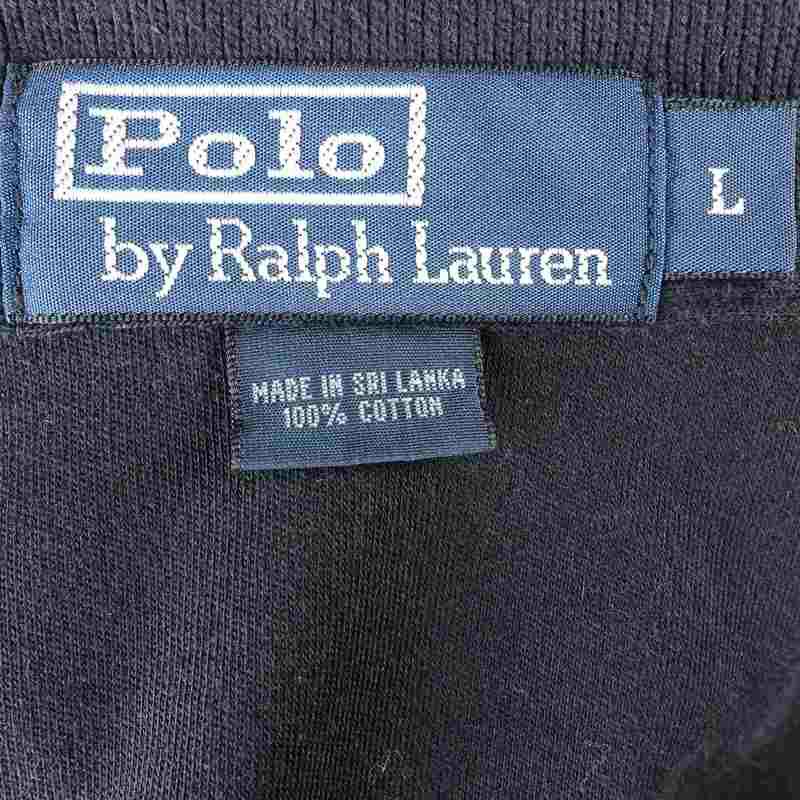 Polo
by Ralph Lauren
L
MADE IN SRI LANKA
100% COTTON